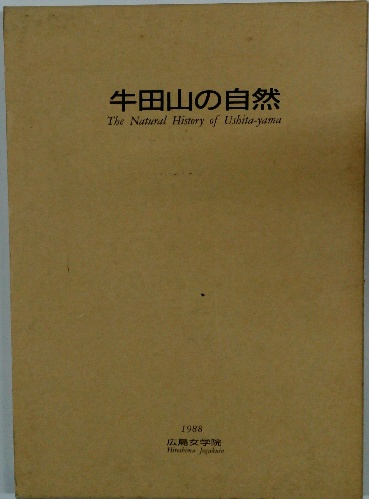 牛田山の自然
The Natural History of Ushita-yama
1988
広島女学院
Hiroshima Jogakuin